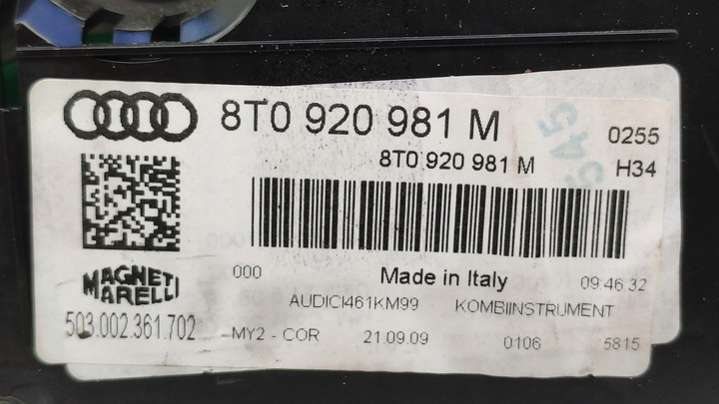 8T0 920 981 M
0255
8T0 920 981 M
H34
545
000
Made in Italy
09 46 32
MAGNETI MARELLI
AUDICI461KM99 KOMBIINSTRUMENT
503.002.361.702
MY2 - COR 21.09.09 0106 5815